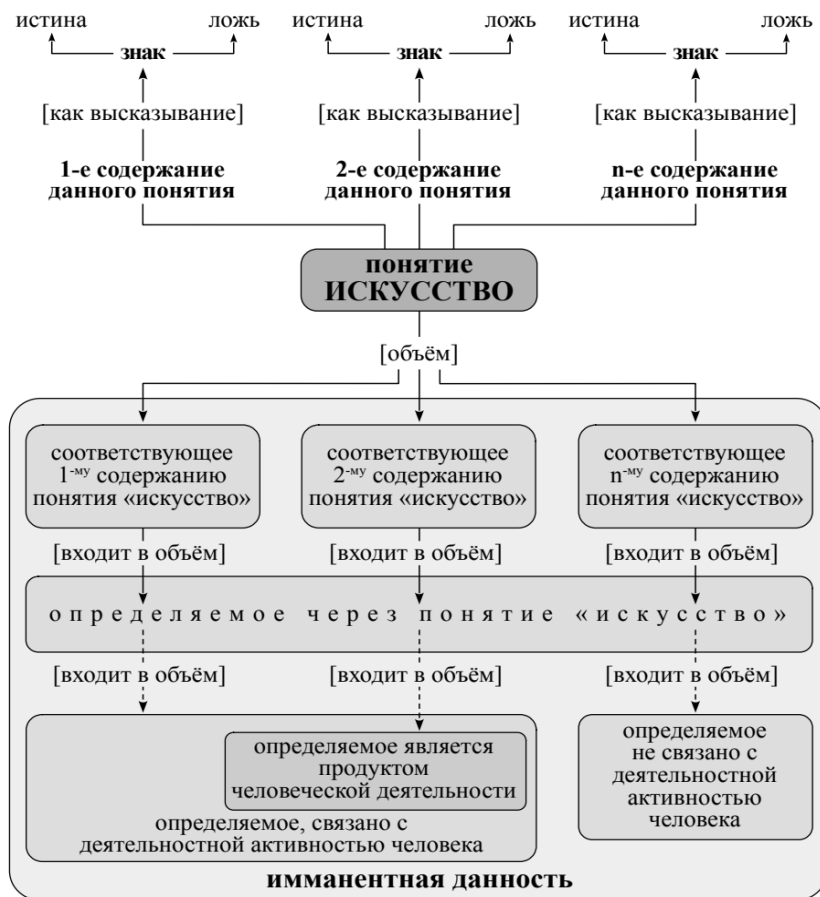 истина ложь истина ложь истина ложь
знак знак знак
[как высказывание] [как высказывание] [как высказывание]
1-е содержание 2-е содержание n-е содержание
данного понятия данного понятия данного понятия
понятие
ИСКУССТВО
[объём]
соответствующее соответствующее соответствующее
1-му содержанию 2-му содержанию n-му содержанию
понятия «искусство» понятия «искусство» понятия «искусство»
[входит в объём] [входит в объём] [входит в объём]
определяемое через понятие «искусство»
[входит в объём] [входит в объём] [входит в объём]
определяемое является
продуктом
человеческой деятельности
определяемое, связано с
деятельностной активностью человека
определяемое
не связано с
деятельностной
активностью
человека
имманентная данность